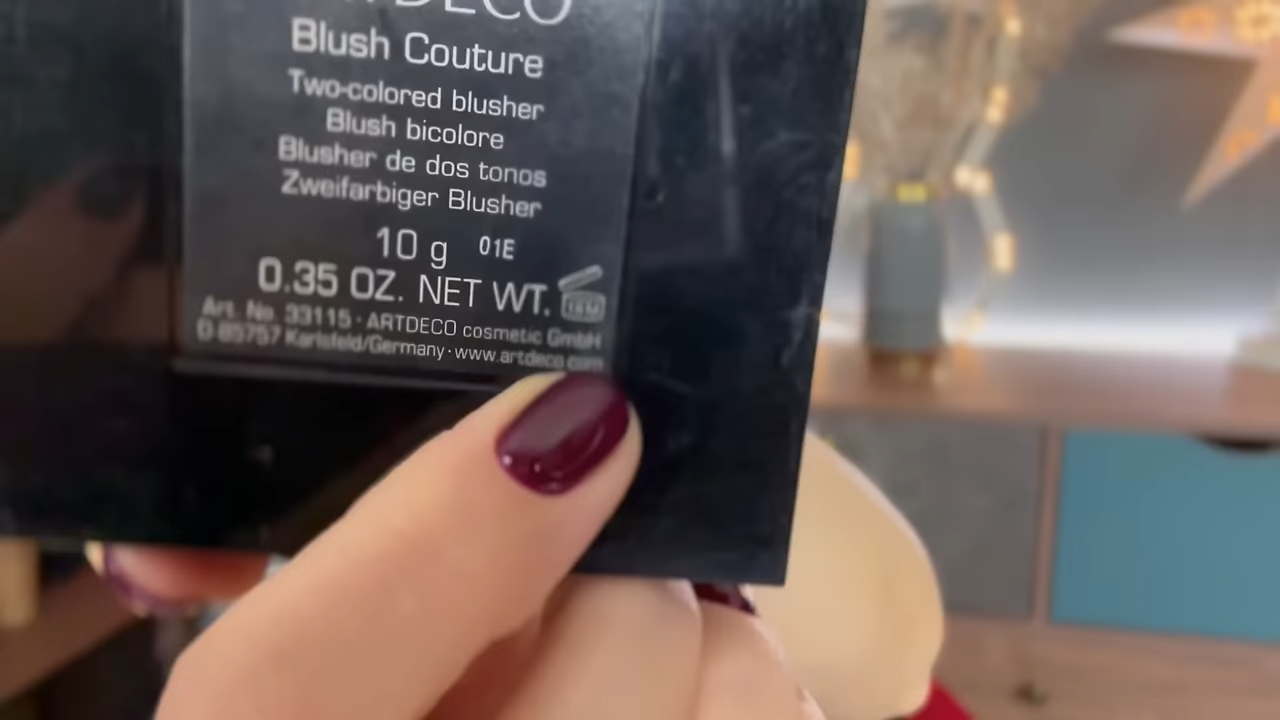 ARTDECO
Blush Couture
Two-colored blusher
Blush bicolore
Blusher de dos tonos
Zweifarbiger Blusher
10 g 01E
0.35 OZ. NET WT.
Art. No. 33115 · ARTDECO cosmetic GmbH
D 85757 Karlsfeld/Germany · www.artdeco.com